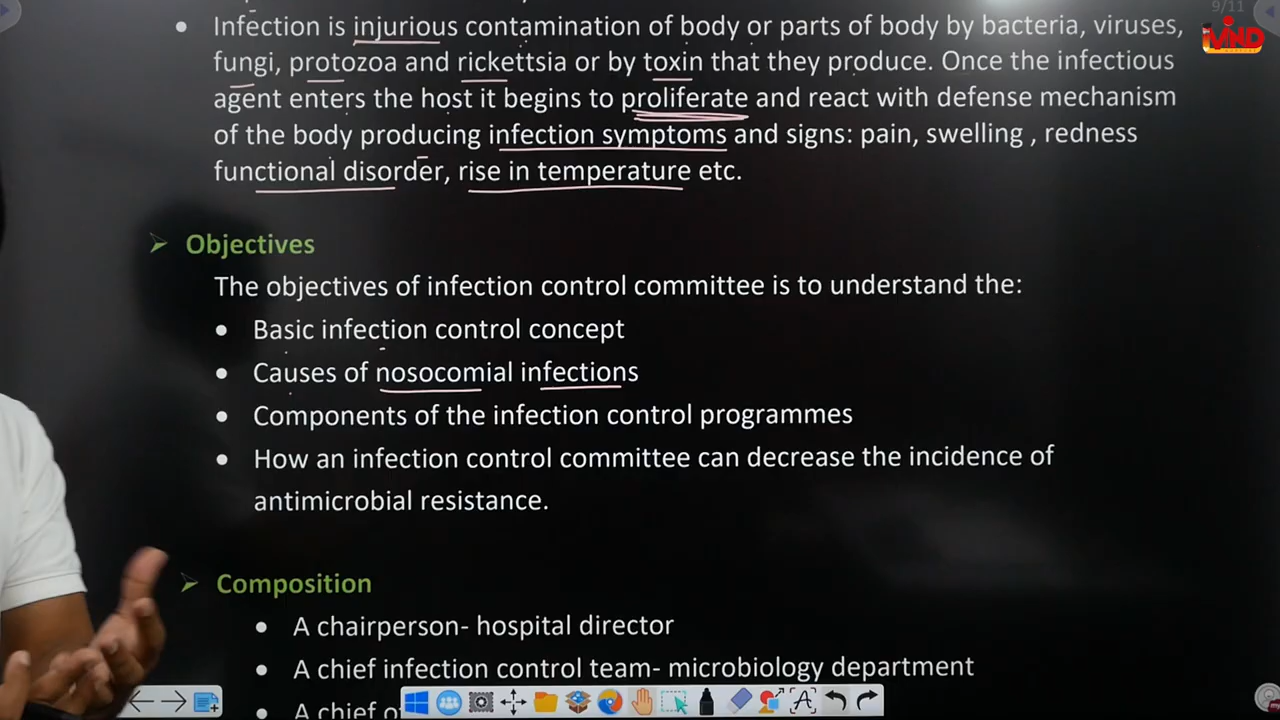 9/11
Infection is injurious contamination of body or parts of body by bacteria, viruses,
fungi, protozoa and rickettsia or by toxin that they produce. Once the infectious
agent enters the host it begins to proliferate and react with defense mechanism
of the body producing infection symptoms and signs: pain, swelling , redness
functional disorder, rise in temperature etc.
Objectives
The objectives of infection control committee is to understand the:
Basic infection control concept
Causes of nosocomial infections
Components of the infection control programmes
How an infection control committee can decrease the incidence of
antimicrobial resistance.
Composition
A chairperson- hospital director
A chief infection control team- microbiology department
A chief